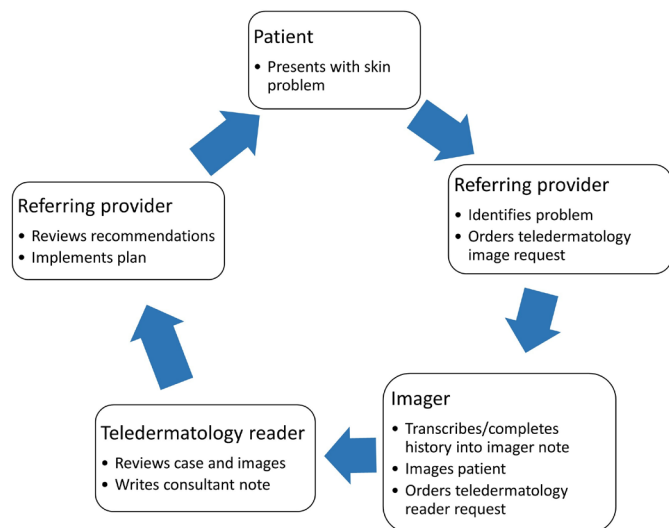 Patient
• Presents with skin
problem
Referring provider
• Identifies problem
• Orders teledermatology
image request
Imager
• Transcribes/completes
history into imager note
• Images patient
• Orders teledermatology
reader request
Teledermatology reader
• Reviews case and images
• Writes consultant note
Referring provider
• Reviews recommendations
• Implements plan